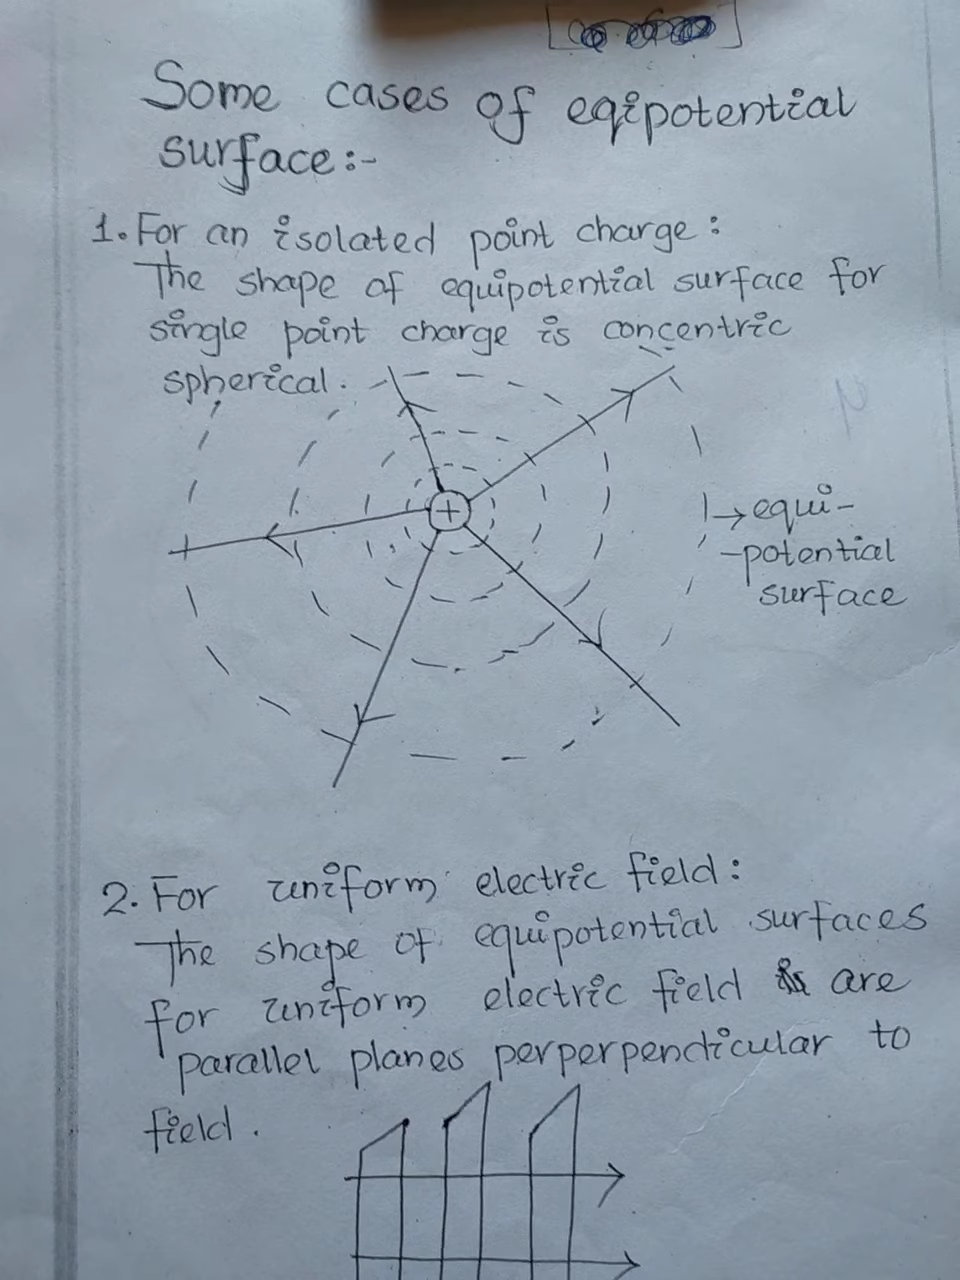 Some cases of eqipotential
surface:-
1. For an isolated point charge:
The shape of equipotential surface for
single point charge is concentric
spherical.
+
→ equi-
-potential
surface
2. For uniform electric field:
The shape of equipotential surfaces
for uniform electric field are
parallel planes perperpendicular to
field.